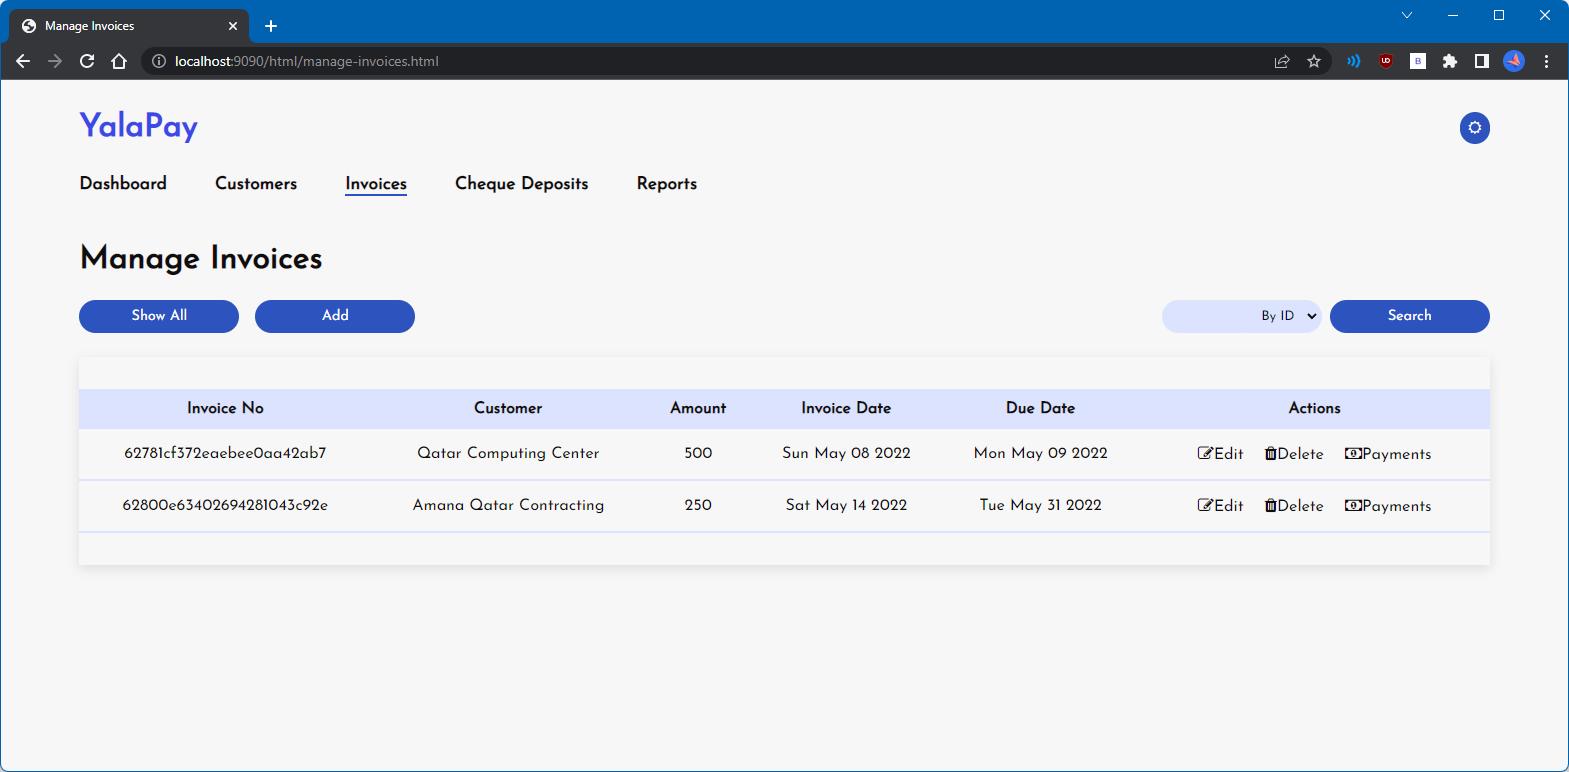 Manage Invoices
localhost:9090/html/manage-invoices.html
YalaPay
Dashboard Customers Invoices Cheque Deposits Reports
Manage Invoices
Show All Add By ID Search
Invoice No Customer Amount Invoice Date Due Date Actions
62781cf372eaebee0aa42ab7 Qatar Computing Center 500 Sun May 08 2022 Mon May 09 2022 Edit Delete Payments
62800e63402694281043c92e Amana Qatar Contracting 250 Sat May 14 2022 Tue May 31 2022 Edit Delete Payments